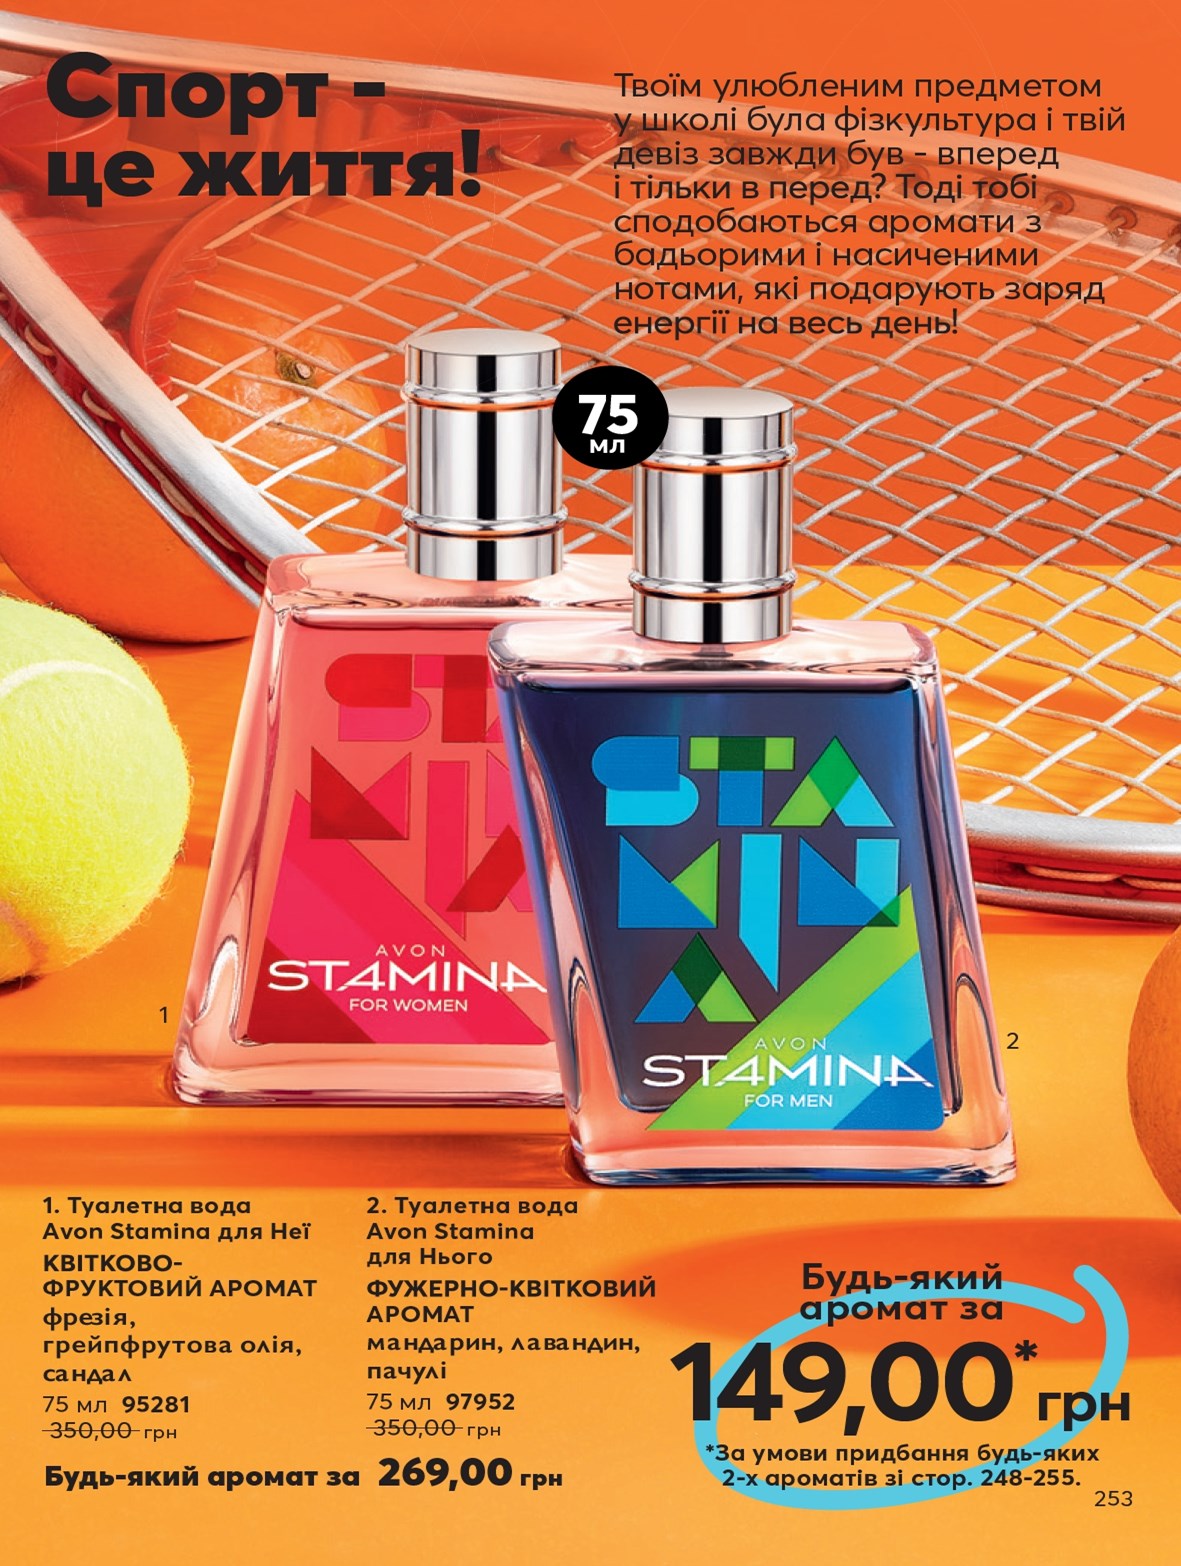 Спорт –
це життя!
Твоїм улюбленим предметом
у школі була фізкультура і твій
девіз завжди був - вперед
і тільки в перед? Тоді тобі
сподобаються аромати з
бадьорими і насиченими
нотами, які подарують заряд
енергії на весь день!
75
мл
STAMINA
AVON
STAMINA
FOR WOMEN
1
STAMINA
AVON
STAMINA
FOR MEN
2
1. Туалетна вода
Avon Stamina для Неї
КВІТКОВО-
ФРУКТОВИЙ АРОМАТ
фрезія,
грейпфрутова олія,
сандал
75 мл 95281
350,00 грн
2. Туалетна вода
Avon Stamina
для Нього
ФУЖЕРНО-КВІТКОВИЙ
АРОМАТ
мандарин, лавандин,
пачулі
75 мл 97952
350,00 грн
Будь-який аромат за 269,00 грн
Будь-який
аромат за
149,00* грн
*За умови придбання будь-яких
2-х ароматів зі стор. 248-255.
253